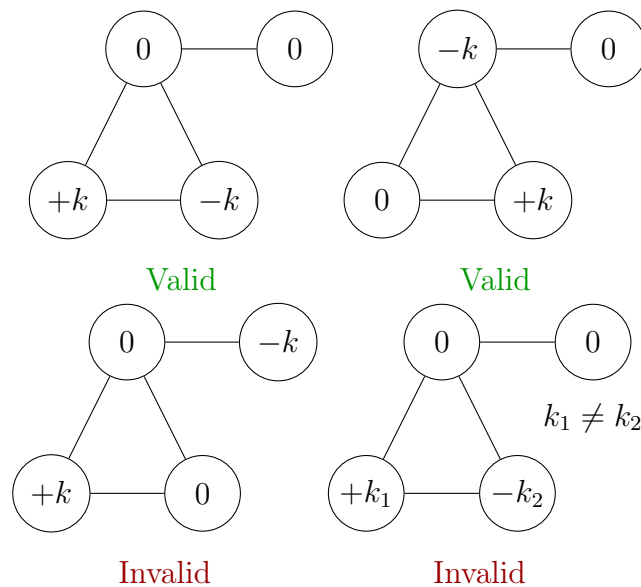 0 0 −k 0
+k −k 0 +k
Valid Valid
0 −k 0 0
k₁ ≠ k₂
+k 0 +k₁ −k₂
Invalid Invalid